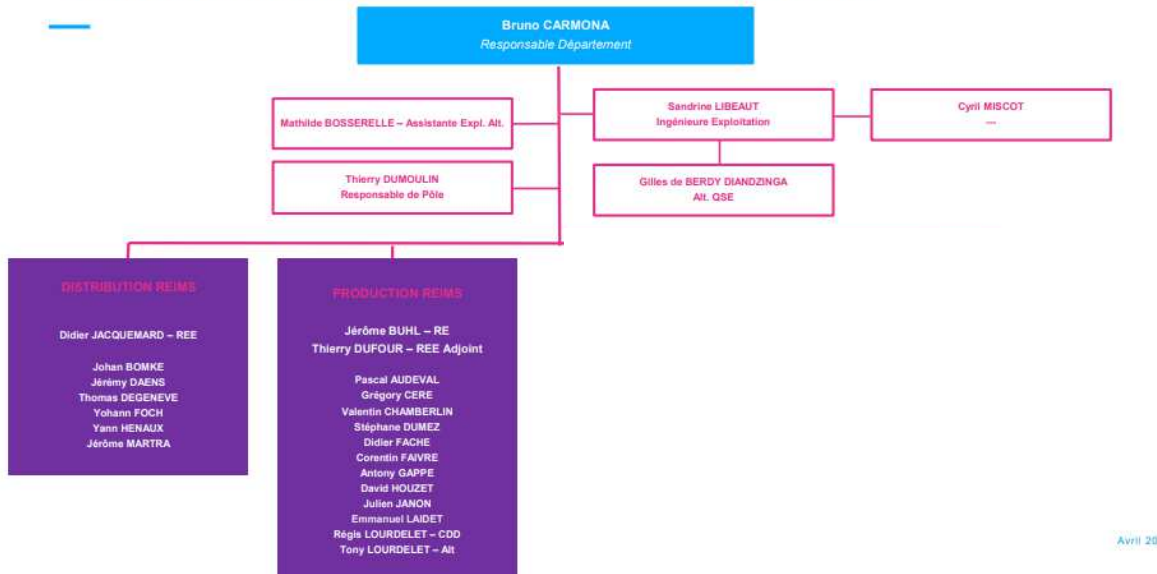 Bruno CARMONA
Responsable Département
Mathilde BOSSERELLE – Assistante Expl. Alt.
Sandrine LIBEAUT
Ingénieure Exploitation
Cyril MISCOT
---
Thierry DUMOULIN
Responsable de Pôle
Gilles de BERDY DIANDZINGA
Alt. QSE
DISTRIBUTION REIMS
Didier JACQUEMARD – REE
Johan BOMKE
Jérémy DAENS
Thomas DEGENEVE
Yohann FOCH
Yann HENAUX
Jérôme MARTRA
PRODUCTION REIMS
Jérôme BUHL – RE
Thierry DUFOUR – REE Adjoint
Pascal AUDEVAL
Grégory CERE
Valentin CHAMBERLIN
Stéphane DUMEZ
Didier FACHE
Corentin FAIVRE
Antony GAPPE
David HOUZET
Julien JANON
Emmanuel LAIDET
Régis LOURDELET – CDD
Tony LOURDELET – Alt
Avril 20